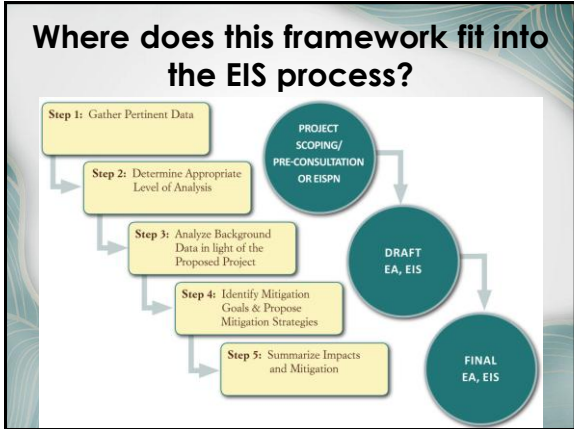 Where does this framework fit into
the EIS process?
Step 1: Gather Pertinent Data
Step 2: Determine Appropriate
Level of Analysis
Step 3: Analyze Background
Data in light of the
Proposed Project
Step 4: Identify Mitigation
Goals & Propose
Mitigation Strategies
Step 5: Summarize Impacts
and Mitigation
PROJECT
SCOPING/
PRE-CONSULTATION
OR EISPN
DRAFT
EA, EIS
FINAL
EA, EIS